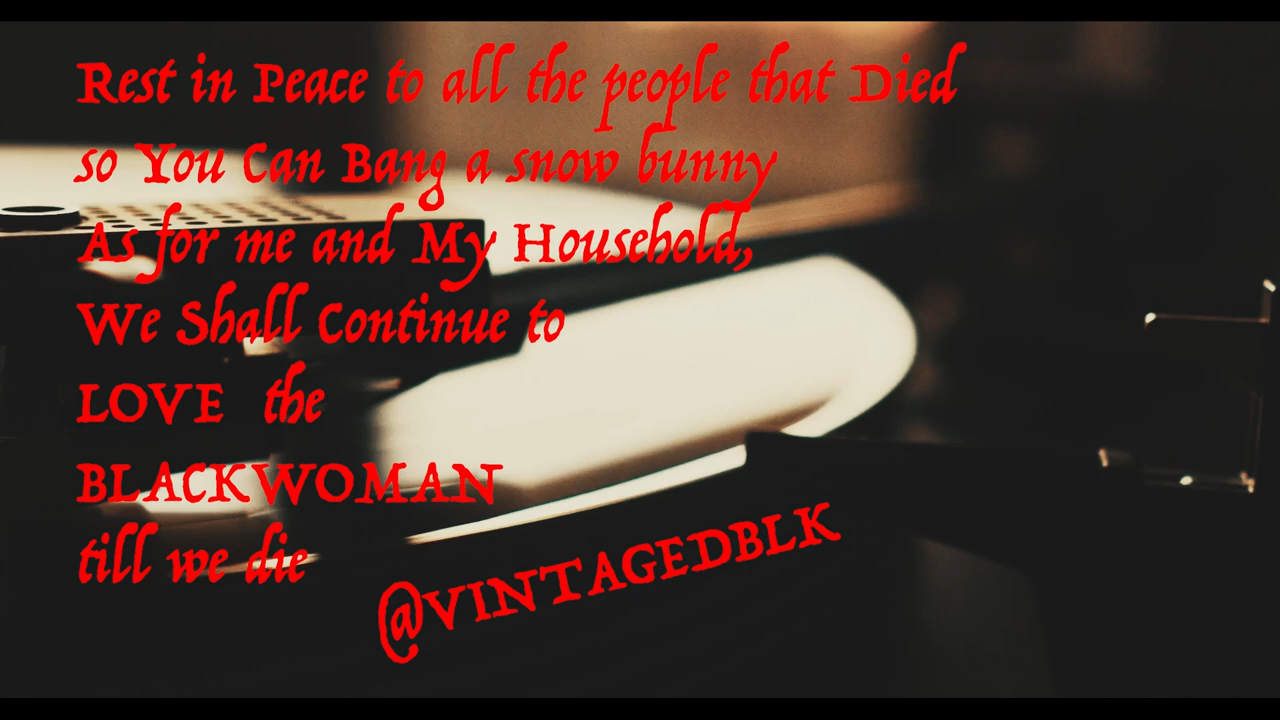 Rest in Peace to all the people that Died
so You Can Bang a snow bunny
As for me and My Household,
We Shall Continue to
LOVE the
BLACKWOMAN
till we die
@VINTAGEDBLK